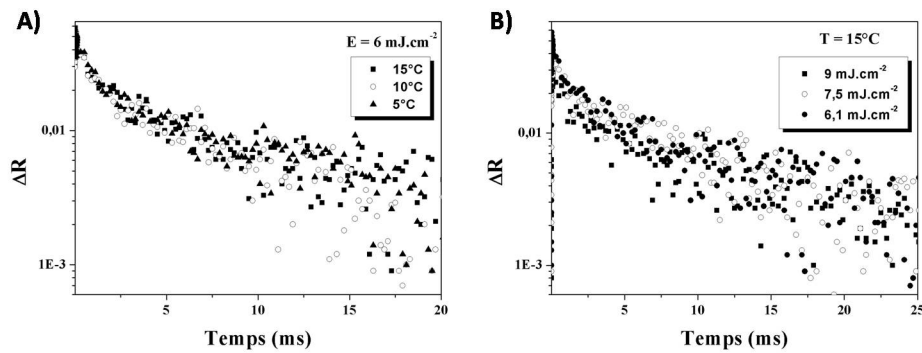 A)
E = 6 mJ.cm⁻²
15°C
10°C
5°C
0,01
1E-3
ΔR
5
10
15
20
Temps (ms)
B)
T = 15°C
9 mJ.cm⁻²
7,5 mJ.cm⁻²
6,1 mJ.cm⁻²
0,01
1E-3
ΔR
5
10
15
20
25
Temps (ms)